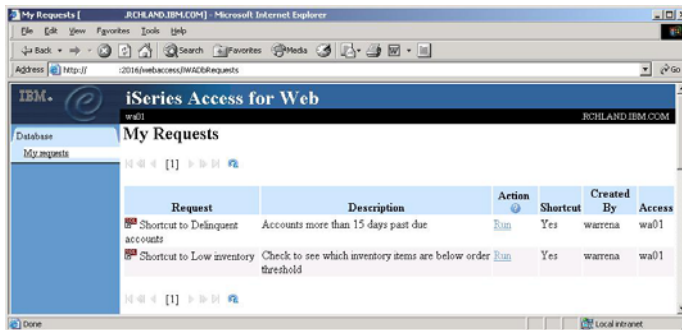 My Requests [ .RCHLAND.IBM.COM] - Microsoft Internet Explorer
File Edit View Favorites Tools Help
Back Search Favorites Media
Address http:// :2016/webaccess/iWADbRequests Go
IBM. iSeries Access for Web
wa01 .RCHLAND.IBM.COM
Database
My requests
My Requests
[1]
Request Description Action Shortcut Created By Access
Shortcut to Delinquent accounts Accounts more than 15 days past due Run Yes warrena wa01
Shortcut to Low inventory Check to see which inventory items are below order threshold Run Yes warrena wa01
[1]
Done Local intranet